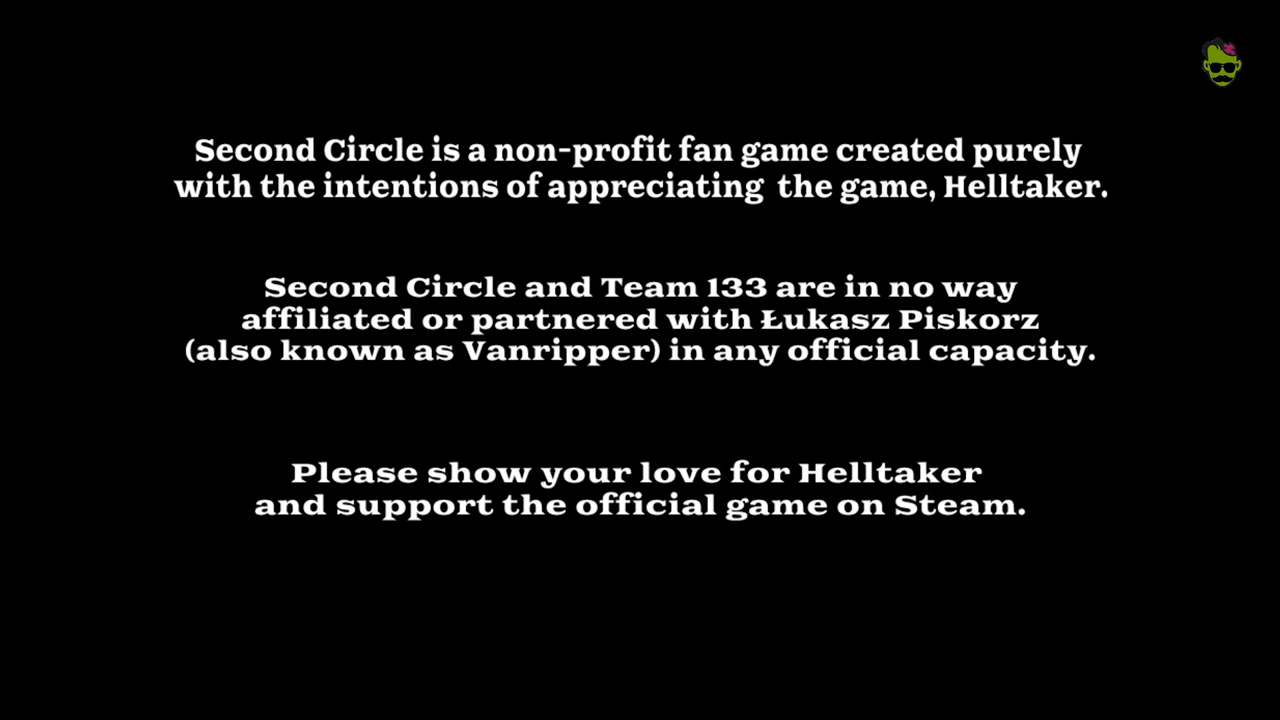 Second Circle is a non-profit fan game created purely
with the intentions of appreciating  the game, Helltaker.
Second Circle and Team 133 are in no way
affiliated or partnered with Łukasz Piskorz
(also known as Vanripper) in any official capacity.
Please show your love for Helltaker
and support the official game on Steam.